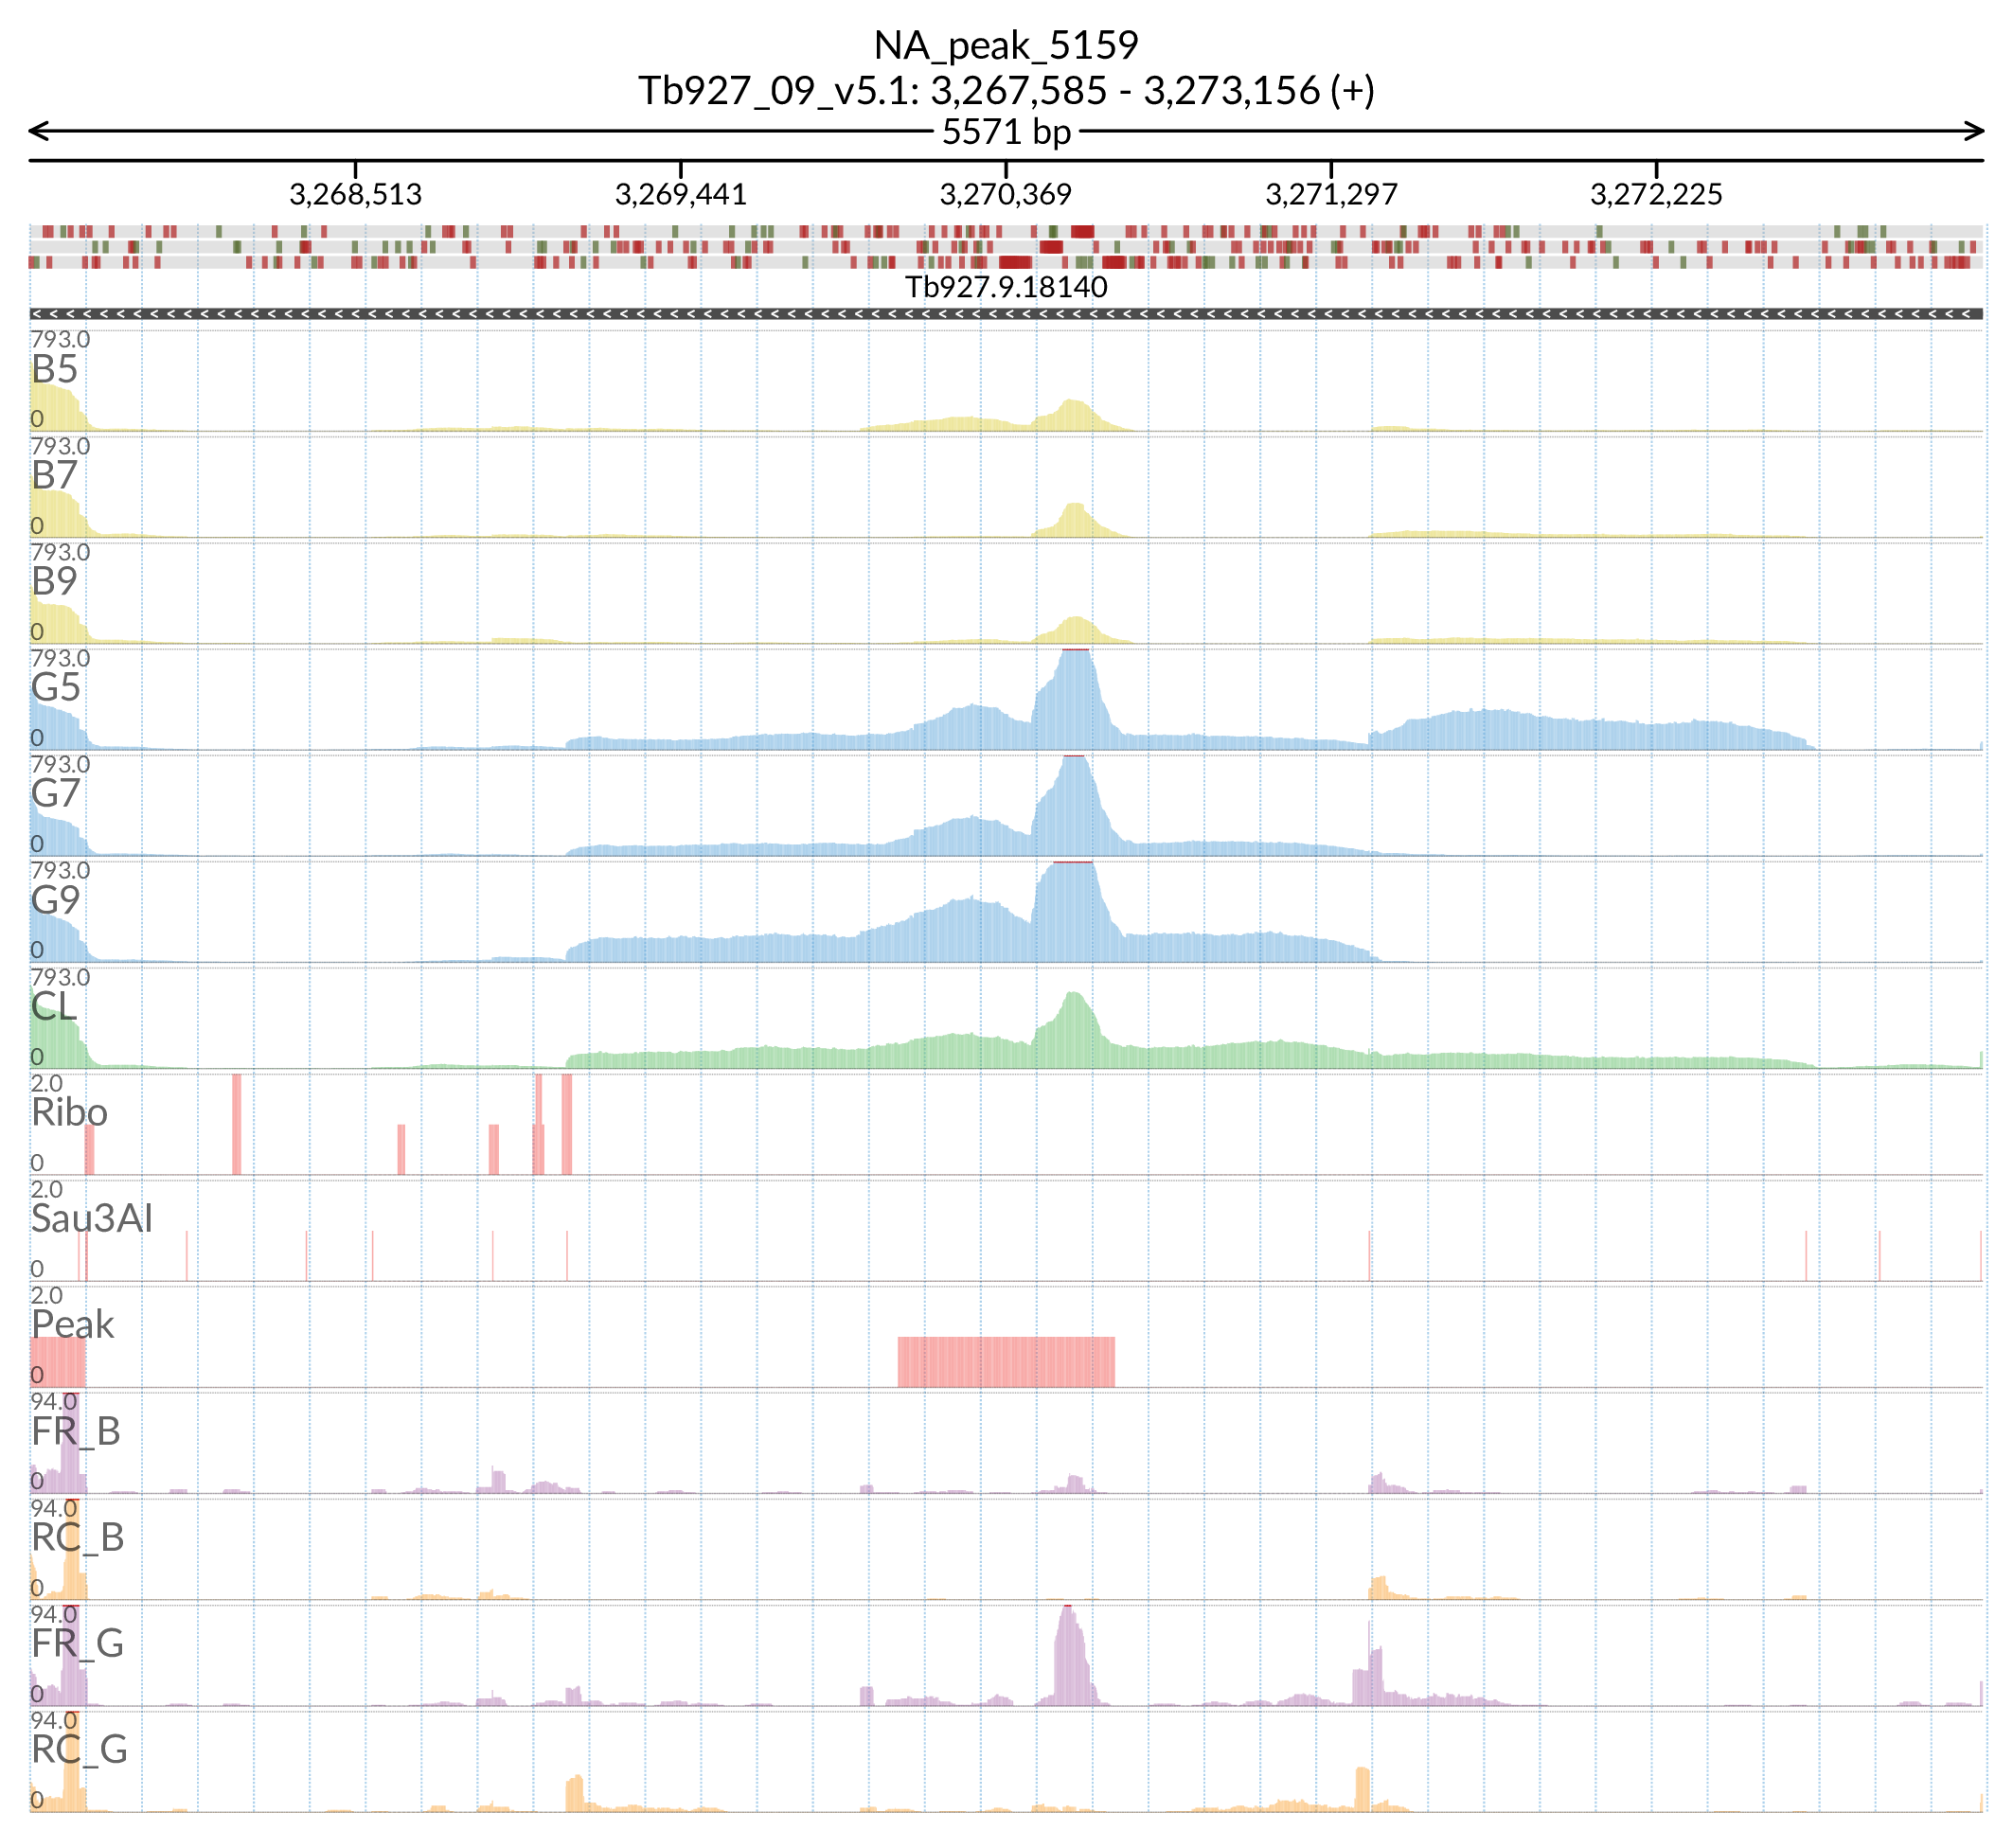 NA_peak_5159
Tb927_09_v5.1: 3,267,585 - 3,273,156 (+)
5571 bp
3,268,513 3,269,441 3,270,369 3,271,297 3,272,225
Tb927.9.18140
793.0
B5
0
793.0
B7
0
793.0
B9
0
793.0
G5
0
793.0
G7
0
793.0
G9
0
793.0
CL
0
2.0
Ribo
0
2.0
Sau3AI
0
2.0
Peak
0
94.0
FR_B
0
94.0
RC_B
0
94.0
FR_G
0
94.0
RC_G
0